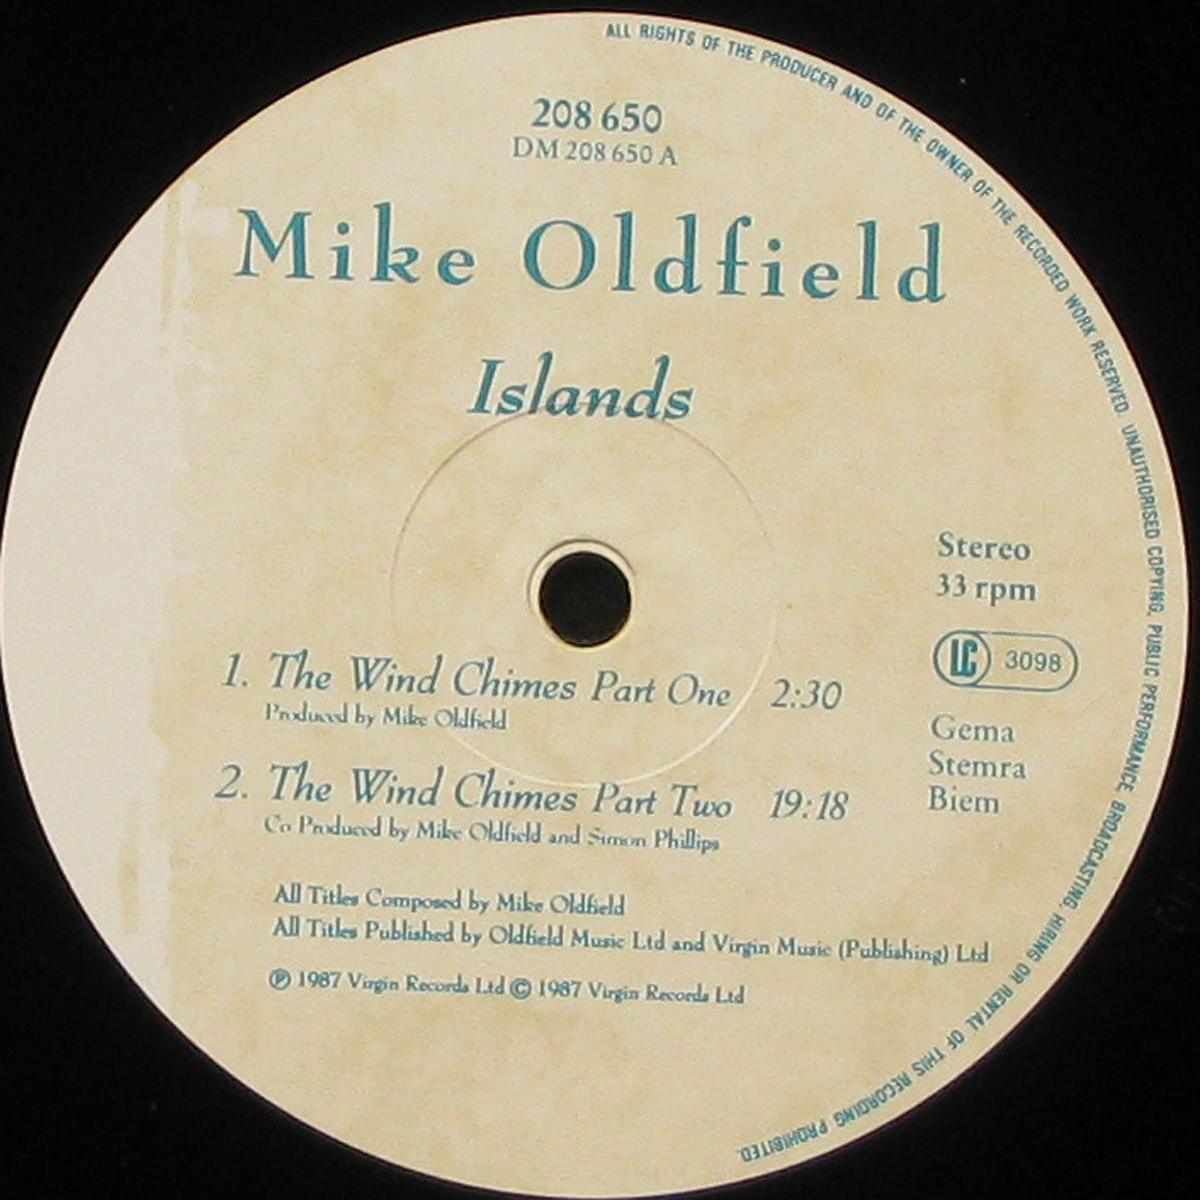 ALL RIGHTS OF THE PRODUCER AND OF THE OWNER OF THE RECORDED WORK RESERVED. UNAUTHORISED COPYING, PUBLIC PERFORMANCE, BROADCASTING, HIRING OR RENTAL OF THIS RECORDING PROHIBITED.
208 650
DM 208 650 A
Mike Oldfield
Islands
Stereo
33 rpm
LC 3098
1. The Wind Chimes Part One 2:30
Produced by Mike Oldfield
Gema
Stemra
Biem
2. The Wind Chimes Part Two 19:18
Co Produced by Mike Oldfield and Simon Phillips
All Titles Composed by Mike Oldfield
All Titles Published by Oldfield Music Ltd and Virgin Music (Publishing) Ltd
℗ 1987 Virgin Records Ltd © 1987 Virgin Records Ltd